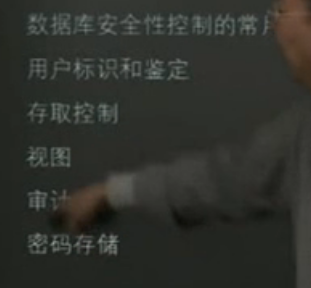 数据库安全性控制的常
用户标识和鉴定
存取控制
视图
审计
密码存储